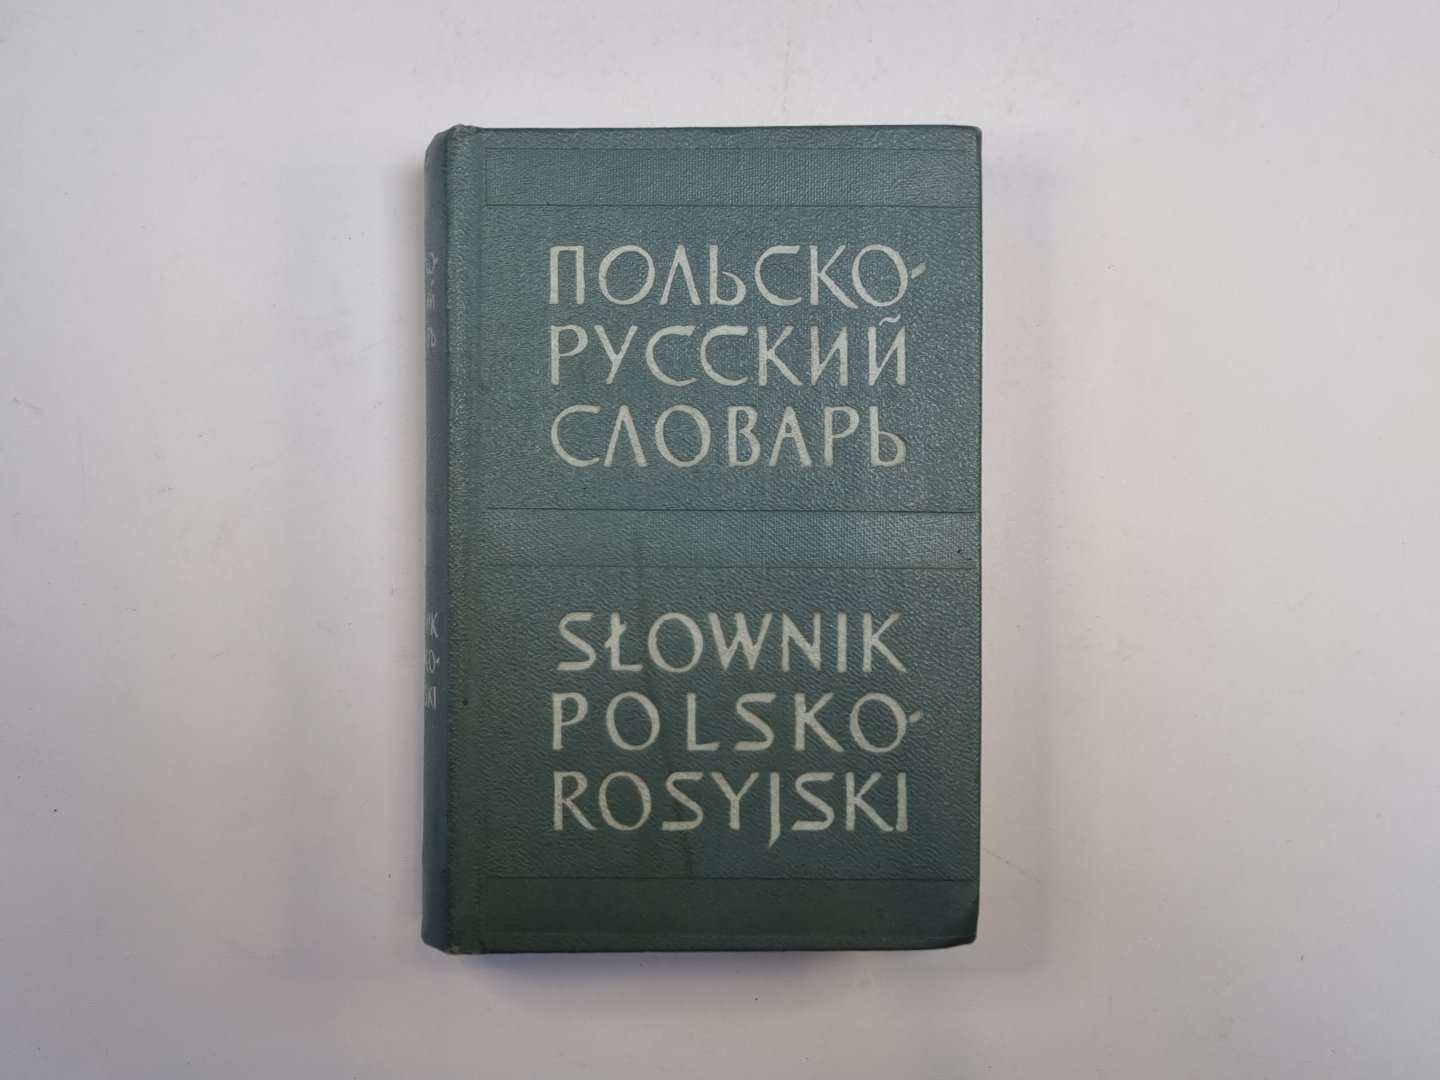 ПОЛЬСКО-
РУССКИЙ
СЛОВАРЬ
SŁOWNIK
POLSKO-
ROSYJSKI